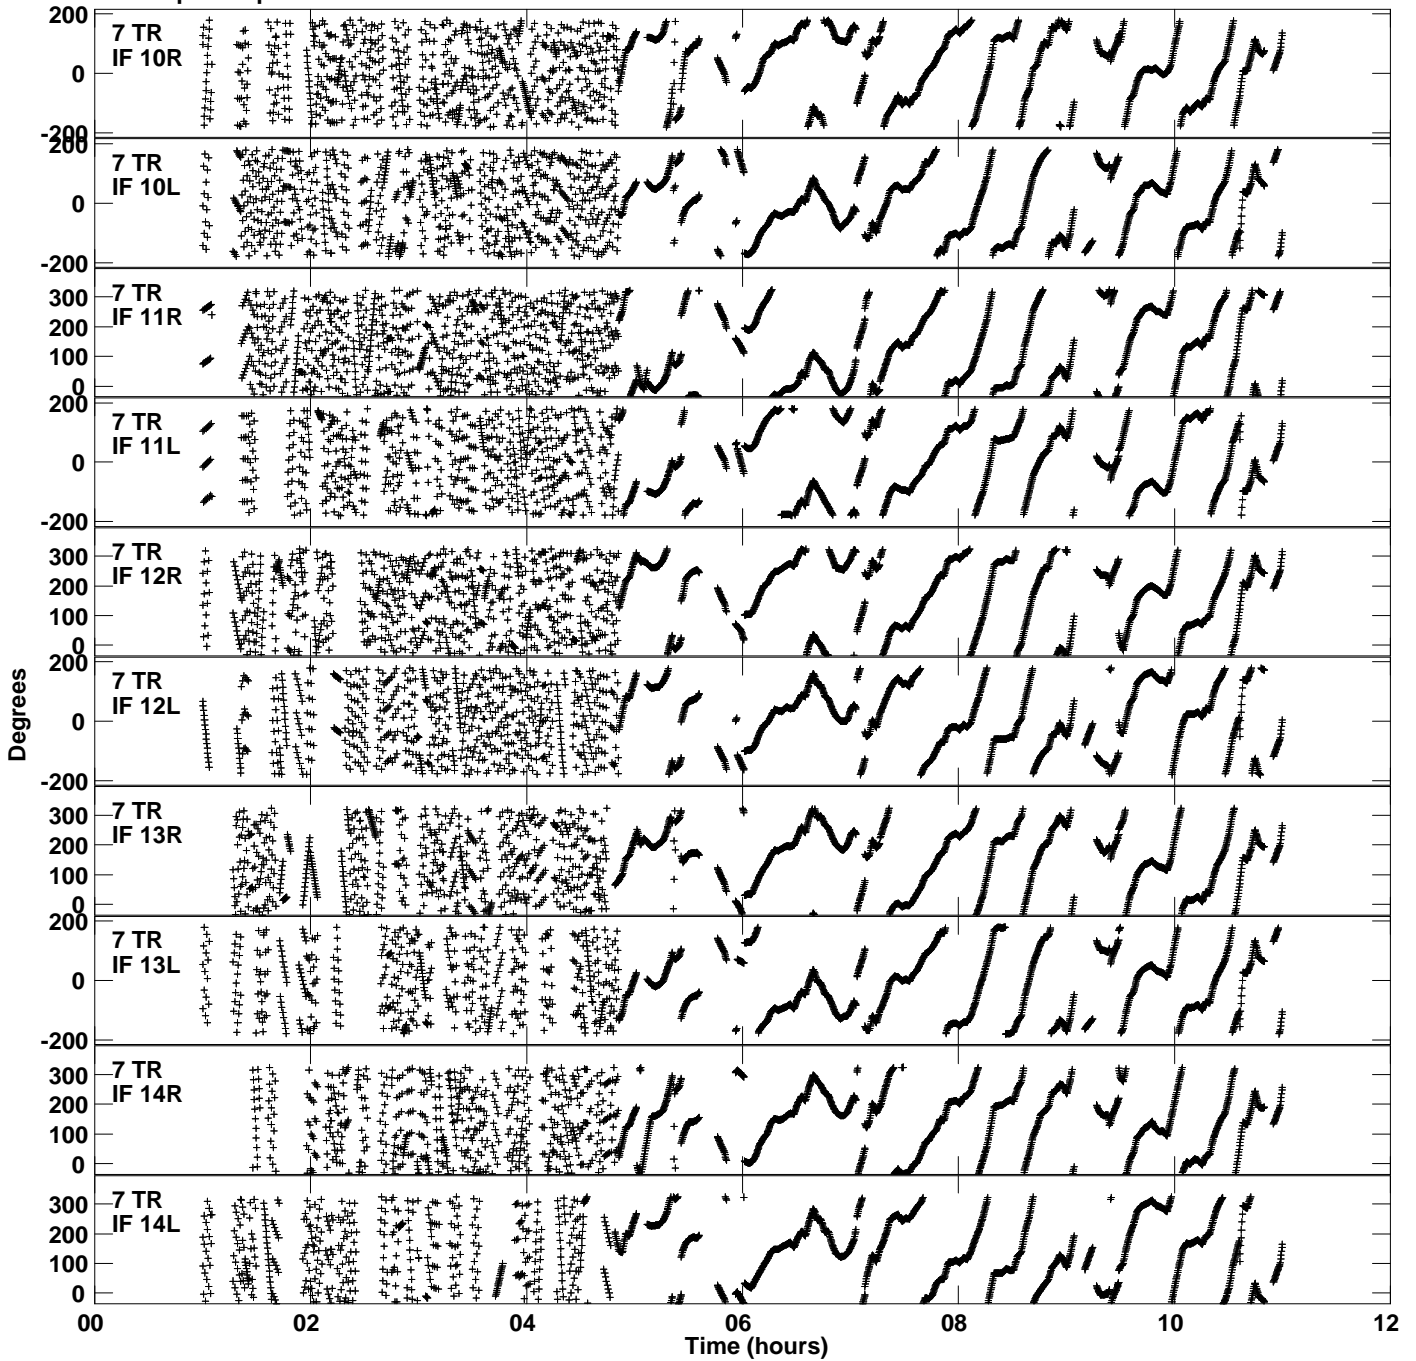 200
7 TR
IF 10R
0
-200
200
7 TR
IF 10L
0
-200
7 TR
300
IF 11R
200
100
0
200
7 TR
IF 11L
0
-200
7 TR
300
IF 12R
200
100
0
200
7 TR
IF 12L
0
-200
7 TR
300
IF 13R
200
100
0
200
7 TR
IF 13L
0
-200
7 TR
300
IF 14R
200
100
0
7 TR
300
IF 14L
200
100
0
Degrees
00 02 04 06 08 10 12
Time (hours)